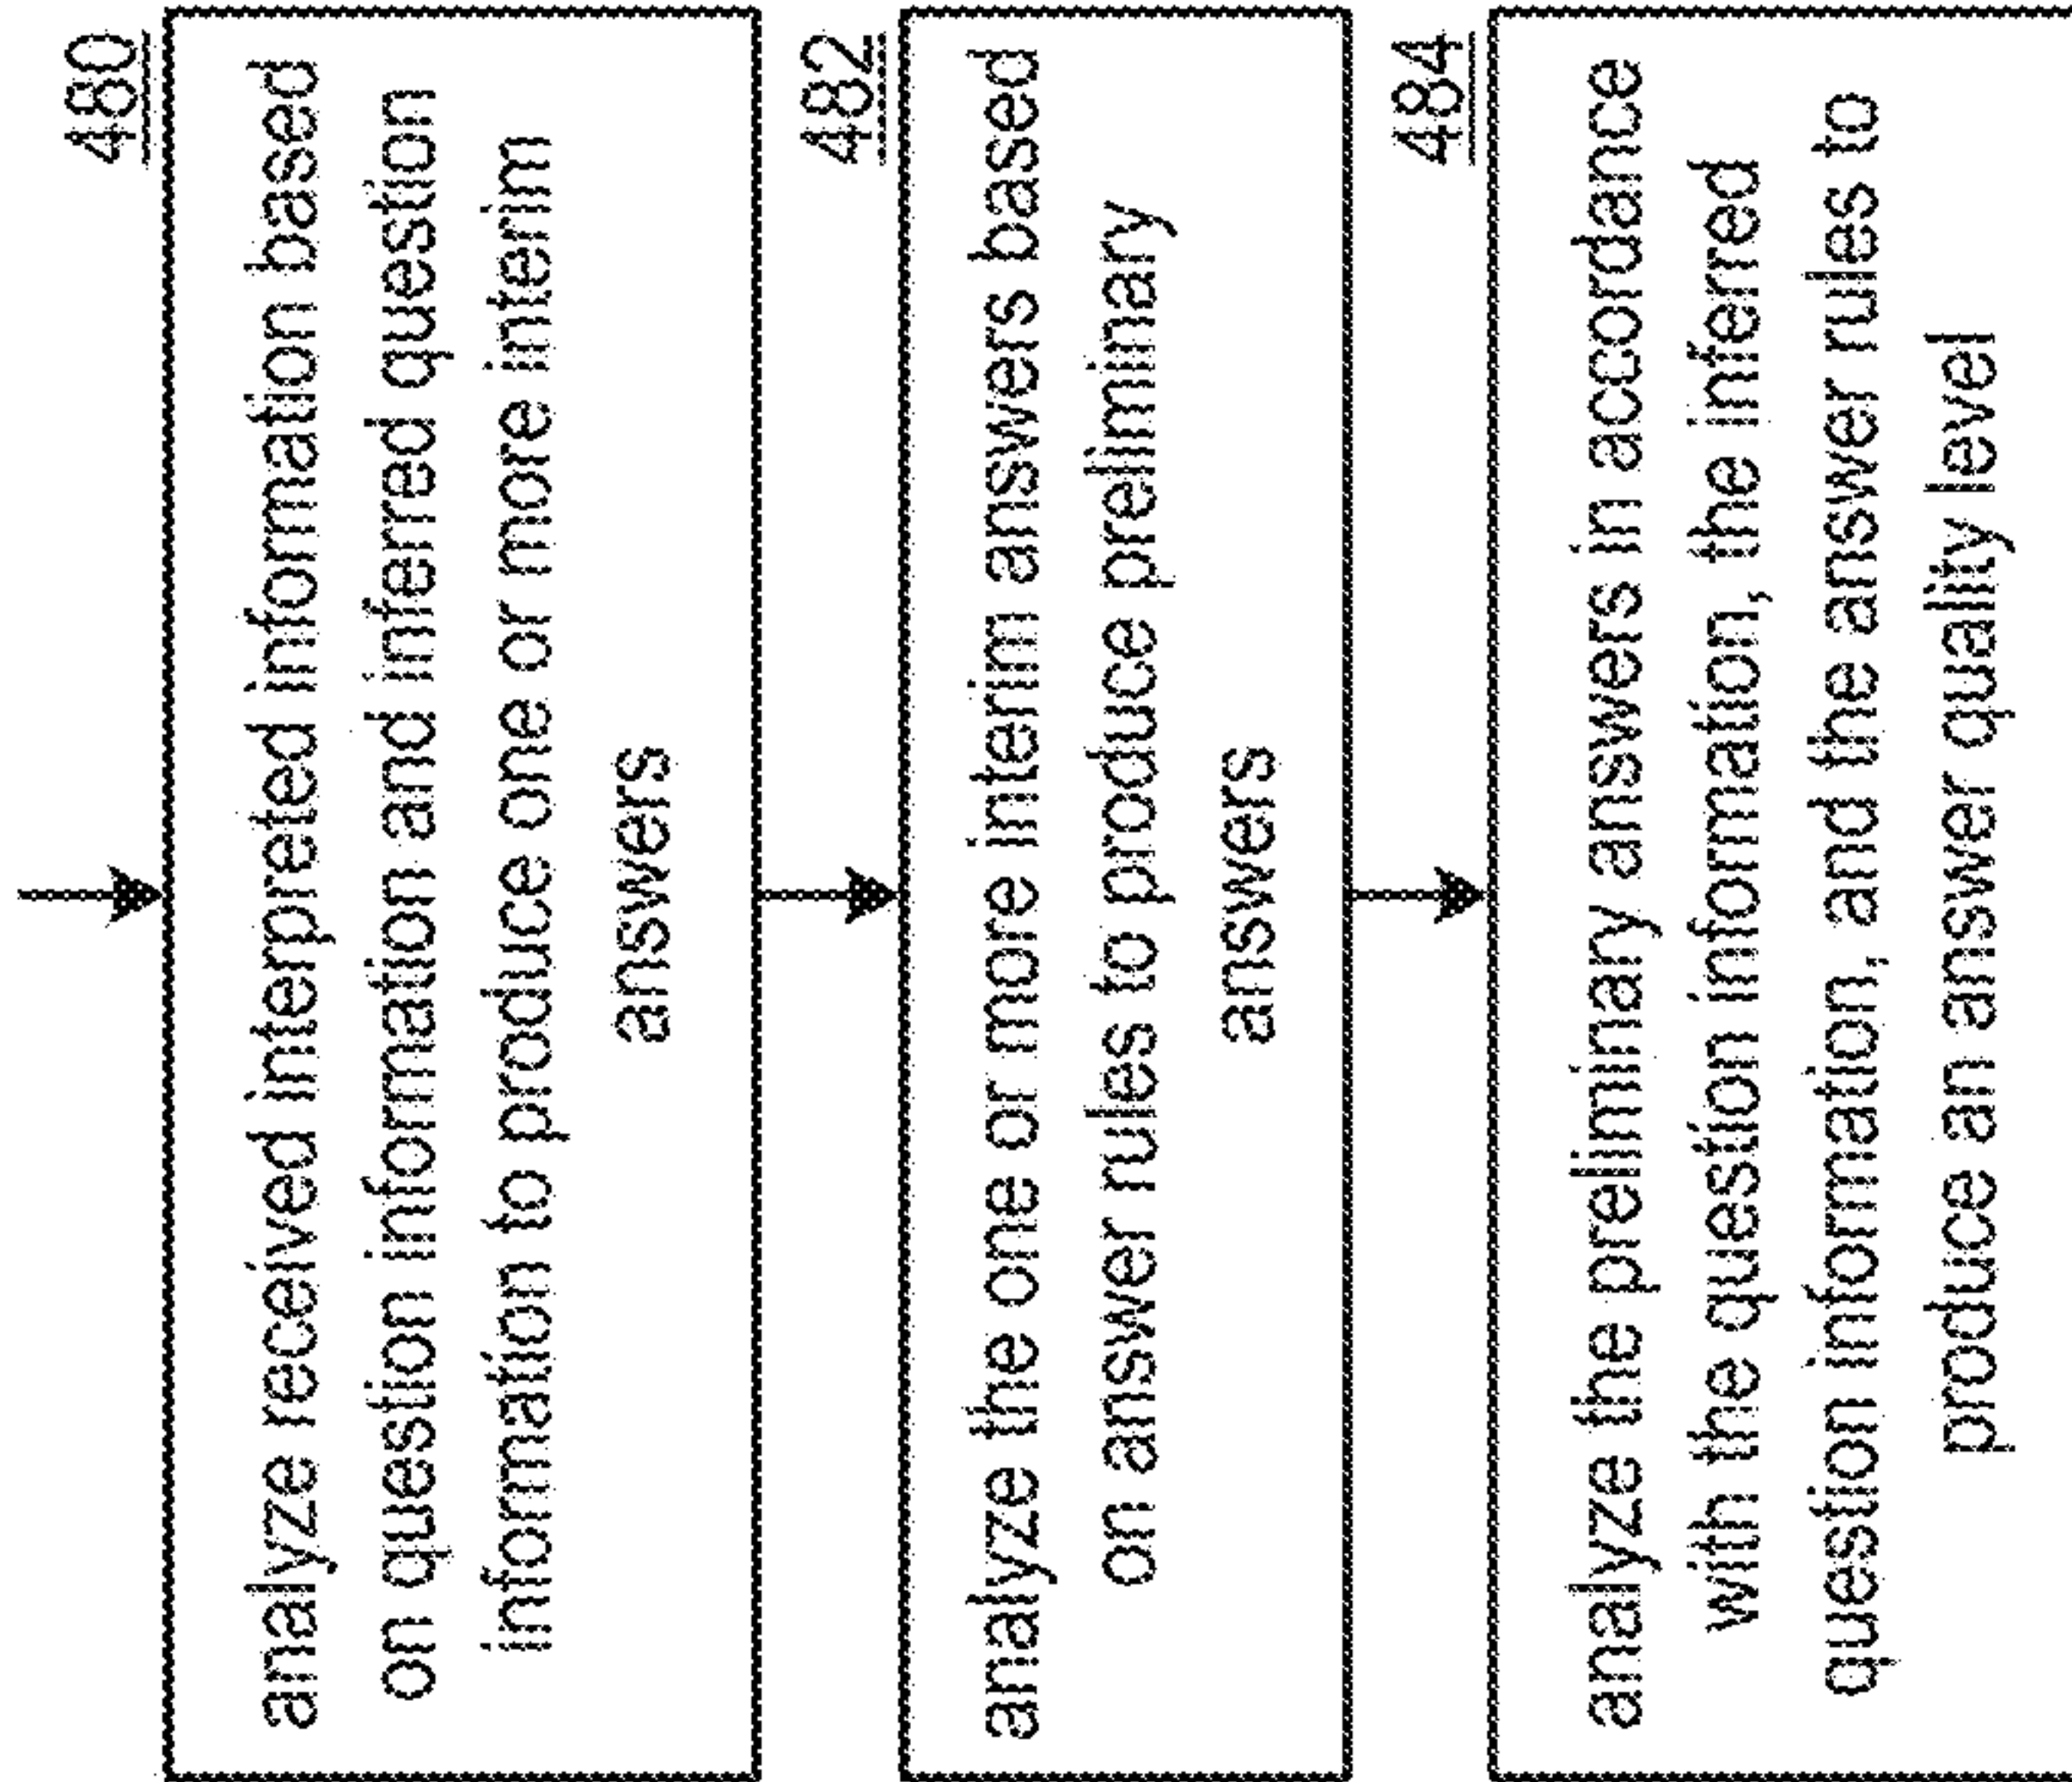 480
analyze received interpreted information based
on question information and inferred question
information to produce one or more interim
answers
482
analyze the one or more interim answers based
on answer rules to produce preliminary
answers
484
analyze the preliminary answers in accordance
with the question information, the inferred
question information, and the answer rules to
produce an answer quality level